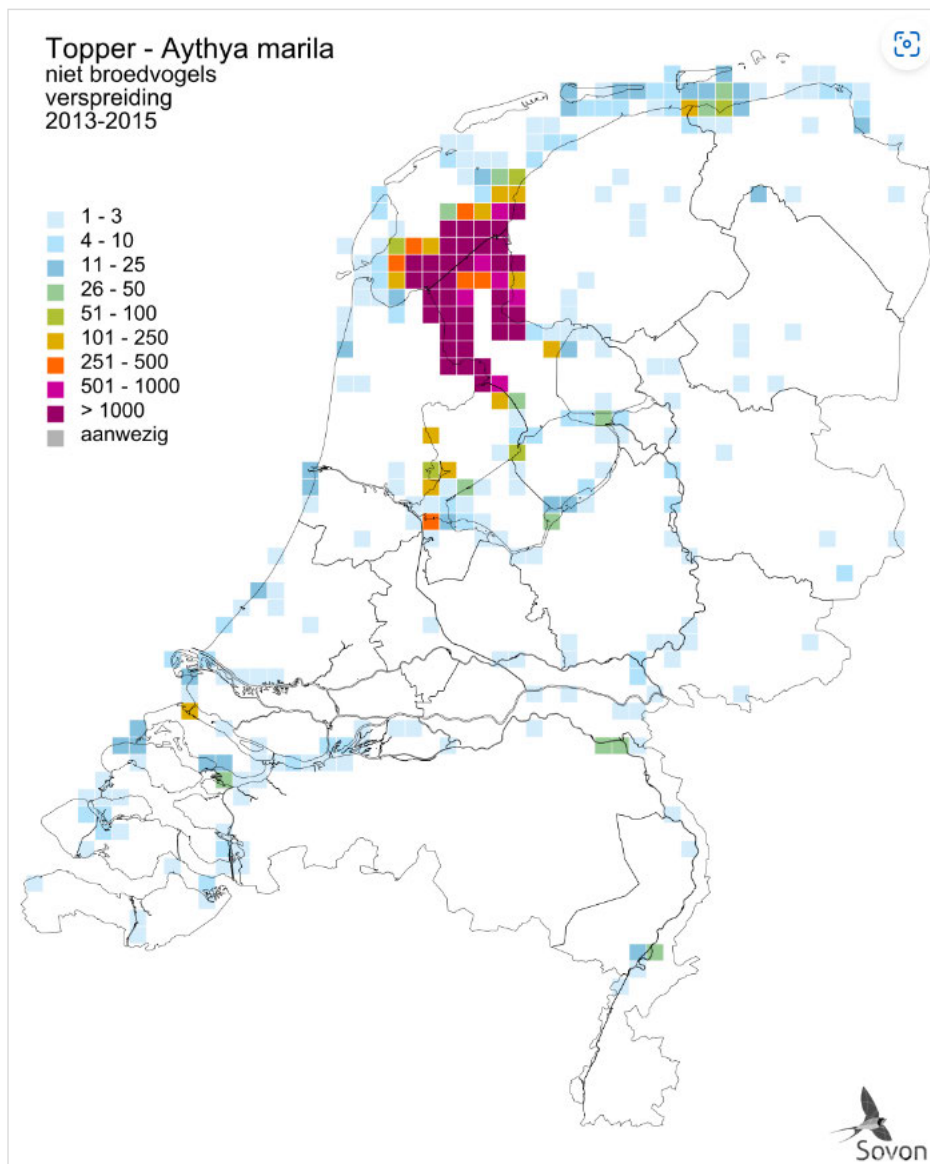 Topper - Aythya marila
niet broedvogels
verspreiding
2013-2015
1 - 3
4 - 10
11 - 25
26 - 50
51 - 100
101 - 250
251 - 500
501 - 1000
> 1000
aanwezig
Sovon